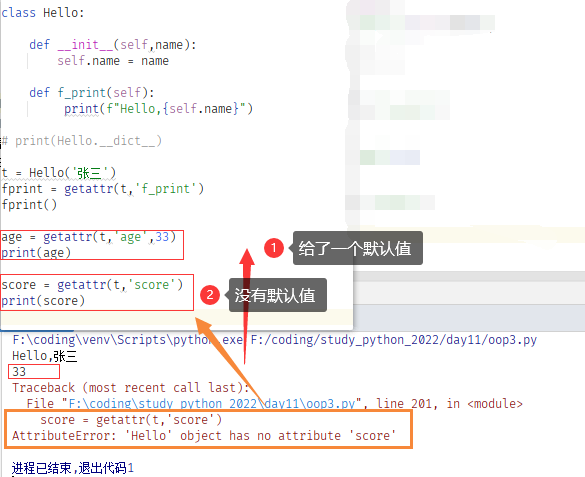 class Hello:
def __init__(self,name):
self.name = name
def f_print(self):
print(f"Hello,{self.name}")
# print(Hello.__dict__)
t = Hello('张三')
fprint = getattr(t,'f_print')
fprint()
age = getattr(t,'age',33)
print(age)
1 给了一个默认值
score = getattr(t,'score')
print(score)
2 没有默认值
F:\coding\venv\Scripts\python.exe F:/coding/study_python_2022/day11/oop3.py
Hello,张三
33
Traceback (most recent call last):
File "F:\coding\study_python_2022\day11\oop3.py", line 201, in <module>
score = getattr(t,'score')
AttributeError: 'Hello' object has no attribute 'score'
进程已结束,退出代码1